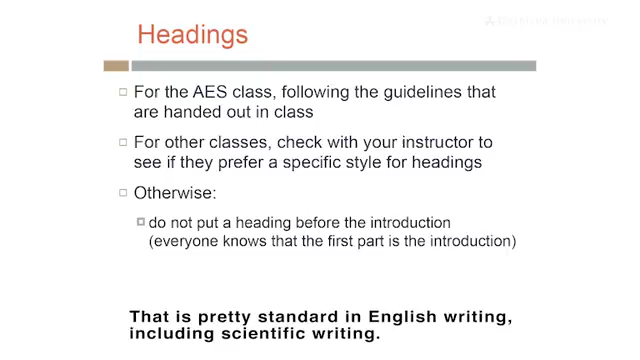 Headings
For the AES class, following the guidelines that
are handed out in class
For other classes, check with your instructor to
see if they prefer a specific style for headings
Otherwise:
do not put a heading before the introduction
(everyone knows that the first part is the introduction)
That is pretty standard in English writing,
including scientific writing.